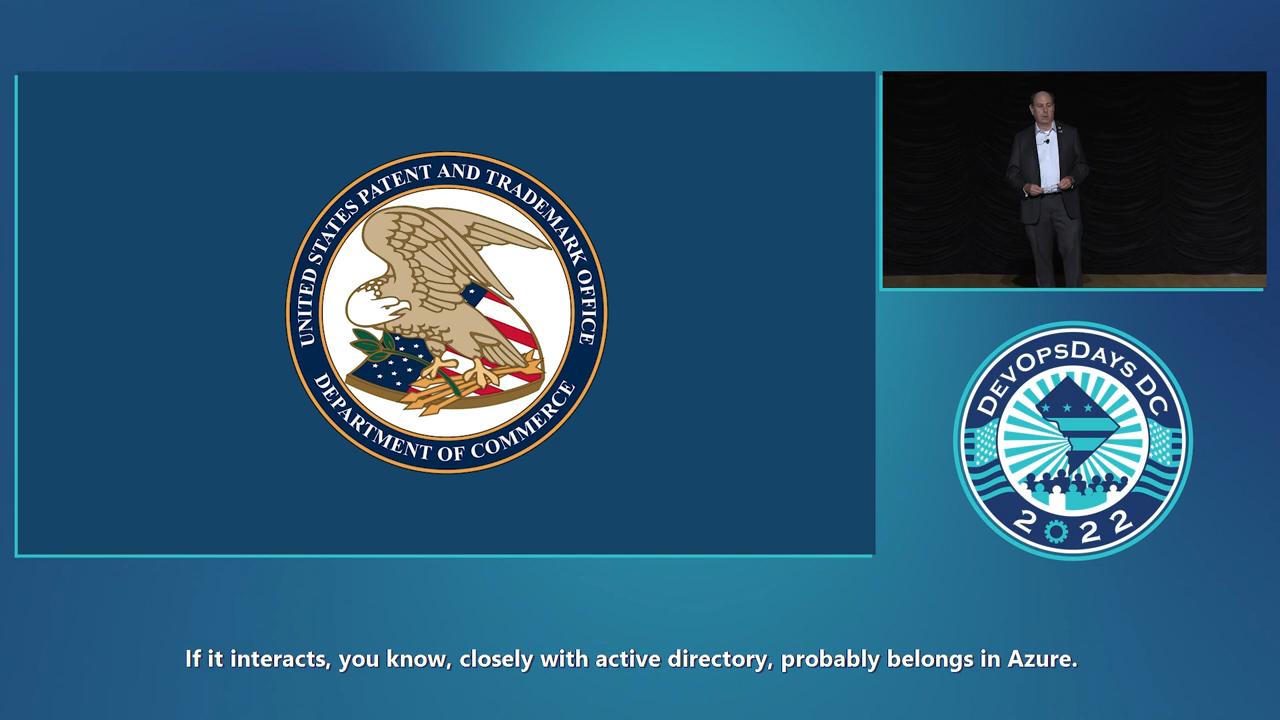 UNITED STATES PATENT AND TRADEMARK OFFICE
DEPARTMENT OF COMMERCE
DEVOPSDAYS DC
2022
If it interacts, you know, closely with active directory, probably belongs in Azure.